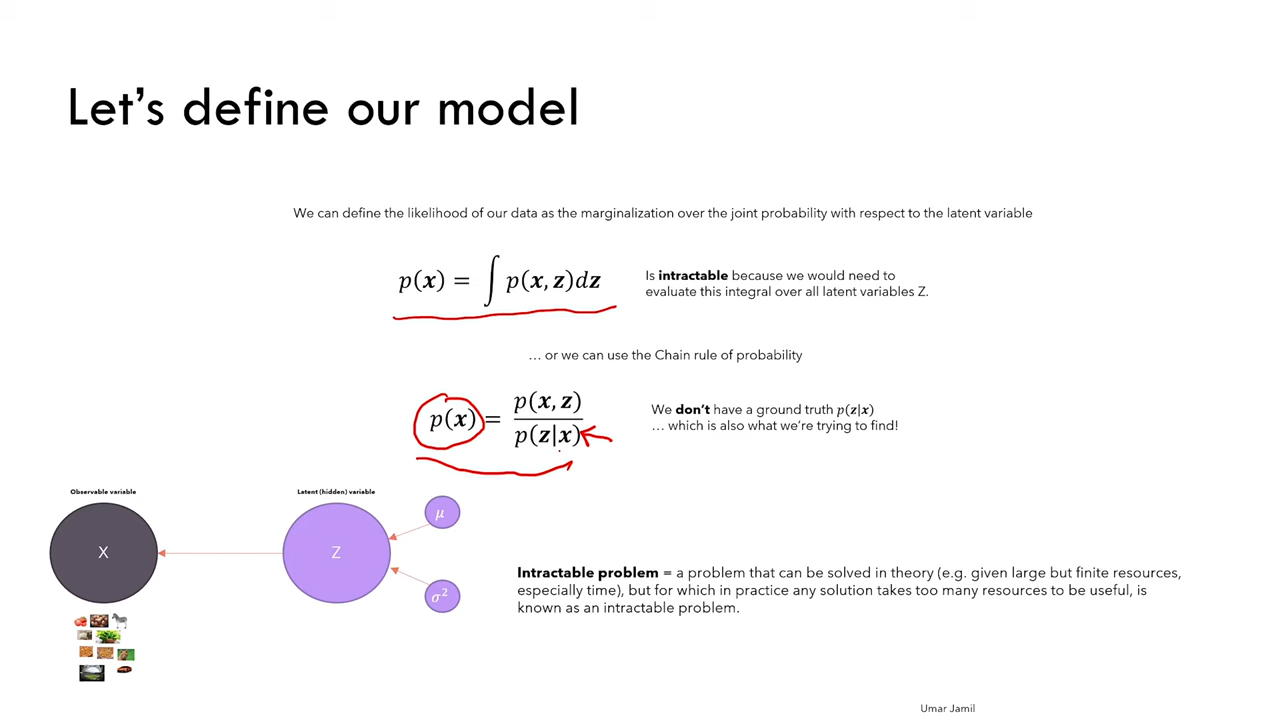 Let's define our model
We can define the likelihood of our data as the marginalization over the joint probability with respect to the latent variable
p(x) = ∫ p(x, z)dz
Is intractable because we would need to
evaluate this integral over all latent variables Z.
… or we can use the Chain rule of probability
p(x) = p(x, z) / p(z|x)
We don't have a ground truth p(z|x)
… which is also what we're trying to find!
Observable variable
Latent (hidden) variable
μ
X
Z
σ²
Intractable problem = a problem that can be solved in theory (e.g. given large but finite resources,
especially time), but for which in practice any solution takes too many resources to be useful, is
known as an intractable problem.
Umar Jamil